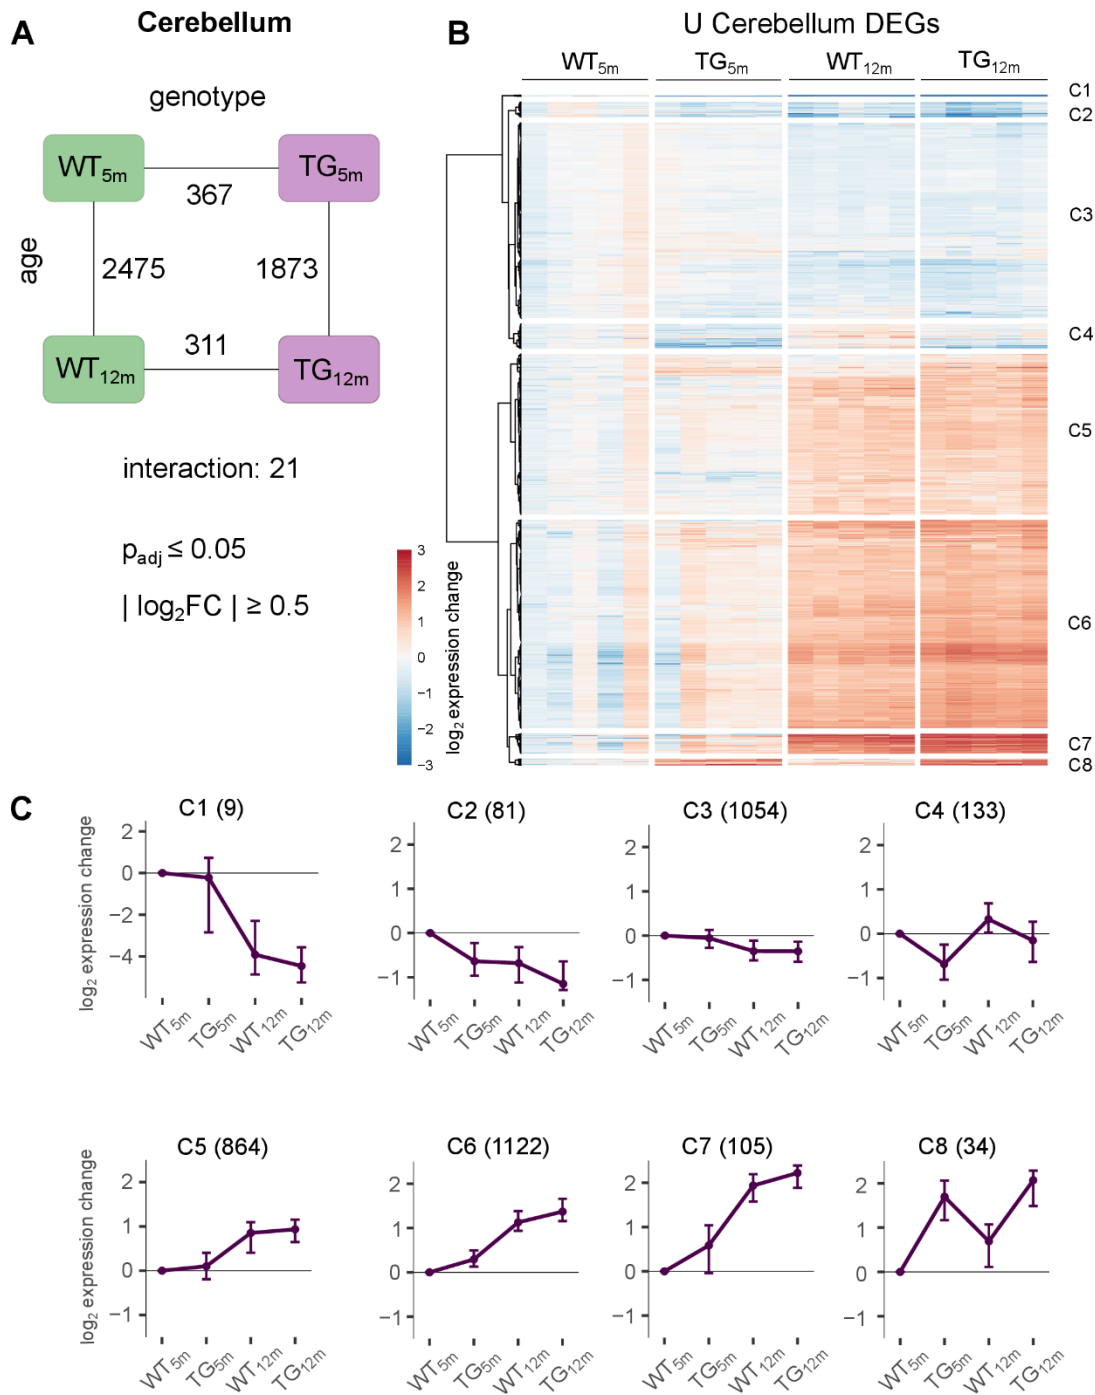 A
Cerebellum
genotype
WT5m
TG5m
367
age
2475
1873
311
WT12m
TG12m
interaction: 21
padj ≤ 0.05
| log2FC | ≥ 0.5
B
U Cerebellum DEGs
WT5m TG5m WT12m TG12m
C1
C2
C3
C4
C5
C6
C7
C8
3
2
1
0
−1
−2
−3
log2 expression change
C
C1 (9)
log2 expression change
2
0
−2
−4
WT5m TG5m WT12m TG12m
C2 (81)
2
1
0
−1
WT5m TG5m WT12m TG12m
C3 (1054)
2
1
0
−1
WT5m TG5m WT12m TG12m
C4 (133)
2
1
0
−1
WT5m TG5m WT12m TG12m
C5 (864)
log2 expression change
2
1
0
−1
WT5m TG5m WT12m TG12m
C6 (1122)
2
1
0
−1
WT5m TG5m WT12m TG12m
C7 (105)
2
1
0
−1
WT5m TG5m WT12m TG12m
C8 (34)
2
1
0
−1
WT5m TG5m WT12m TG12m